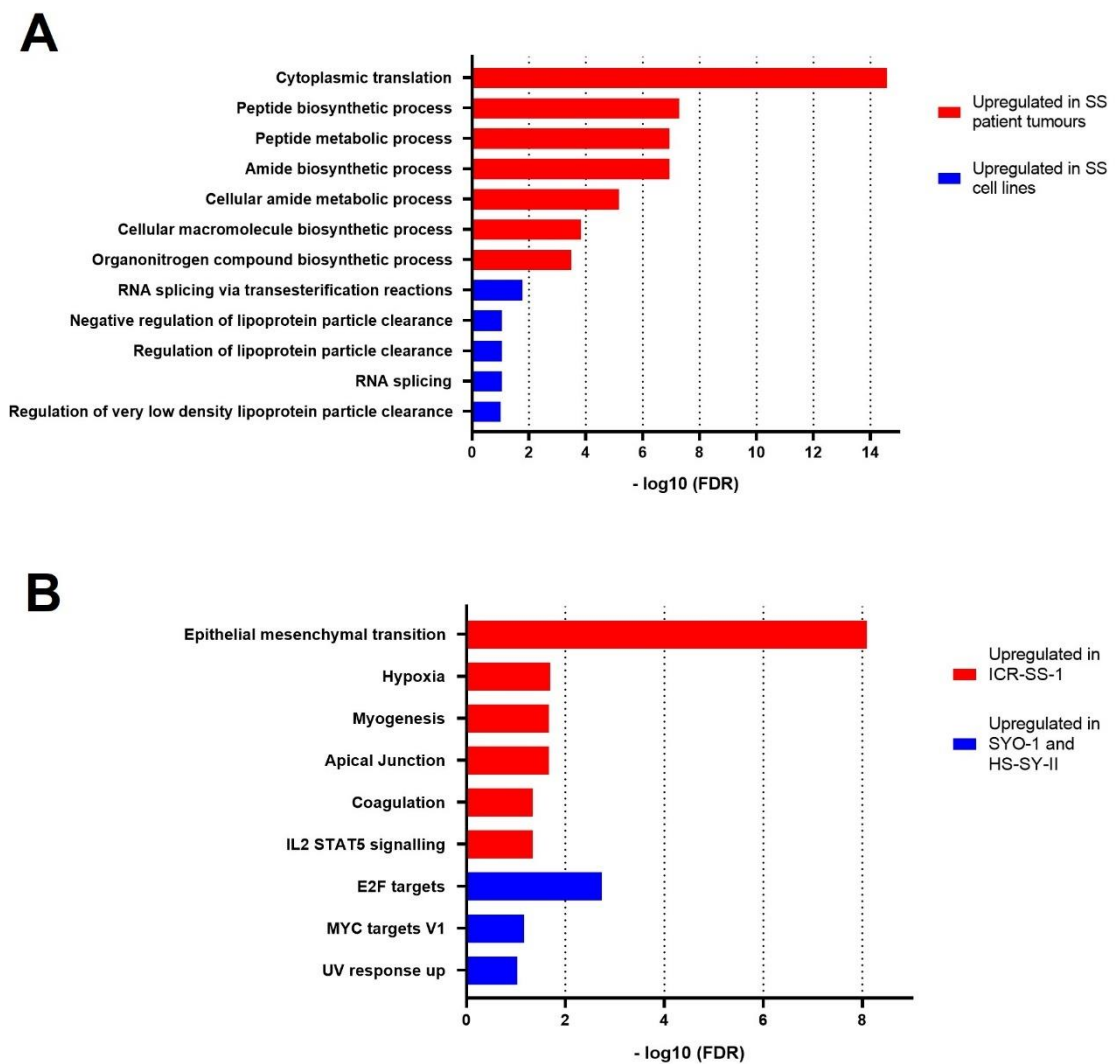 A
Cytoplasmic translation
Peptide biosynthetic process
Peptide metabolic process
Amide biosynthetic process
Cellular amide metabolic process
Cellular macromolecule biosynthetic process
Organonitrogen compound biosynthetic process
RNA splicing via transesterification reactions
Negative regulation of lipoprotein particle clearance
Regulation of lipoprotein particle clearance
RNA splicing
Regulation of very low density lipoprotein particle clearance
0 2 4 6 8 10 12 14
- log10 (FDR)
Upregulated in SS
patient tumours
Upregulated in SS
cell lines
B
Epithelial mesenchymal transition
Hypoxia
Myogenesis
Apical Junction
Coagulation
IL2 STAT5 signalling
E2F targets
MYC targets V1
UV response up
0 2 4 6 8
- log10 (FDR)
Upregulated in
ICR-SS-1
Upregulated in
SYO-1 and
HS-SY-II